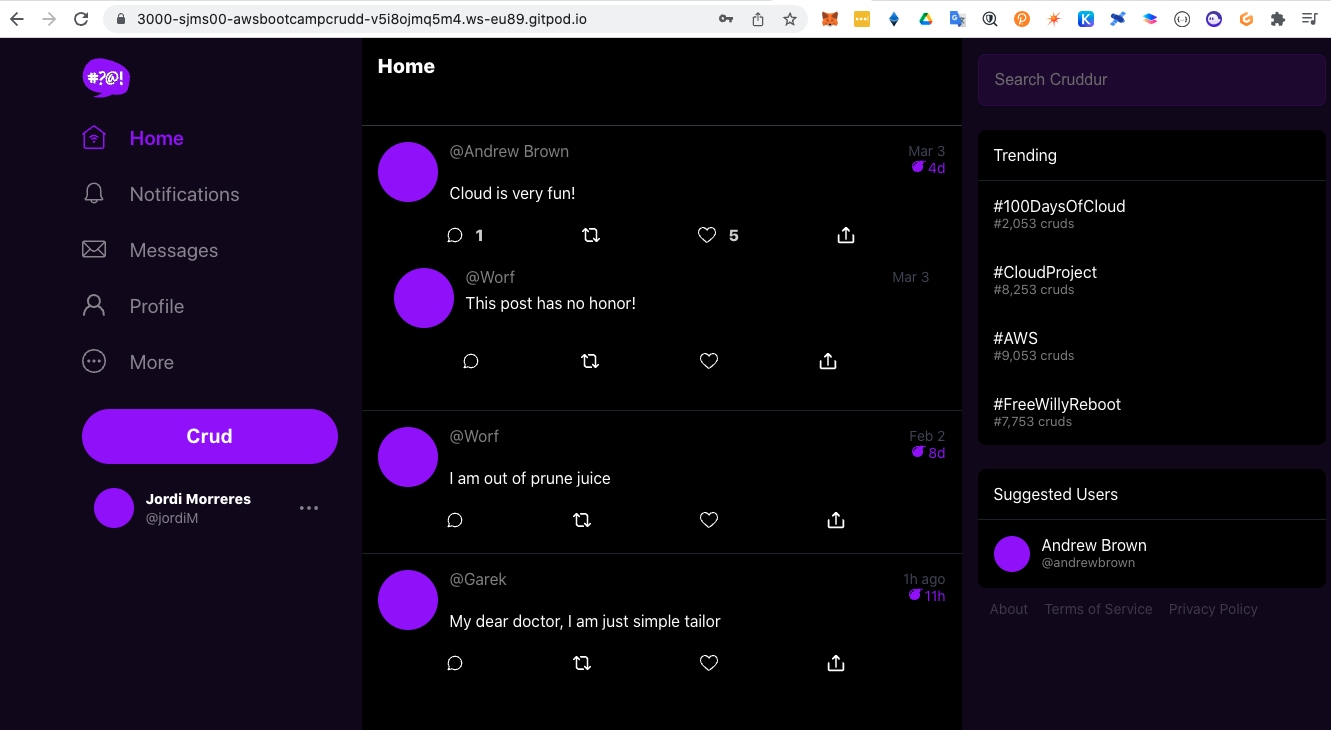 3000-sjms00-awsbootcampcrudd-v5i8ojmq5m4.ws-eu89.gitpod.io
#?@!
Home
Notifications
Messages
Profile
More
Crud
Jordi Morreres
@jordiM
Home
@Andrew Brown
Mar 3
4d
Cloud is very fun!
1
5
@Worf
Mar 3
This post has no honor!
@Worf
Feb 2
8d
I am out of prune juice
@Garek
1h ago
11h
My dear doctor, I am just simple tailor
Search Cruddur
Trending
#100DaysOfCloud
#2,053 cruds
#CloudProject
#8,253 cruds
#AWS
#9,053 cruds
#FreeWillyReboot
#7,753 cruds
Suggested Users
Andrew Brown
@andrewbrown
About Terms of Service Privacy Policy